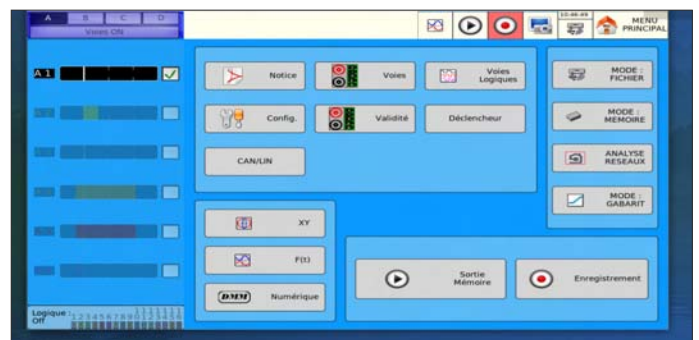 A B C D
Voies ON
10:46:49
MENU
PRINCIPAL
A 1
Notice
Voies
Voies
Logiques
MODE :
FICHIER
Config.
Validité
Déclencheur
MODE :
MEMOIRE
CAN/LIN
ANALYSE
RESEAUX
MODE :
GABARIT
XY
F(t)
DMM Numérique
Sortie
Mémoire
Enregistrement
Logique :
Off